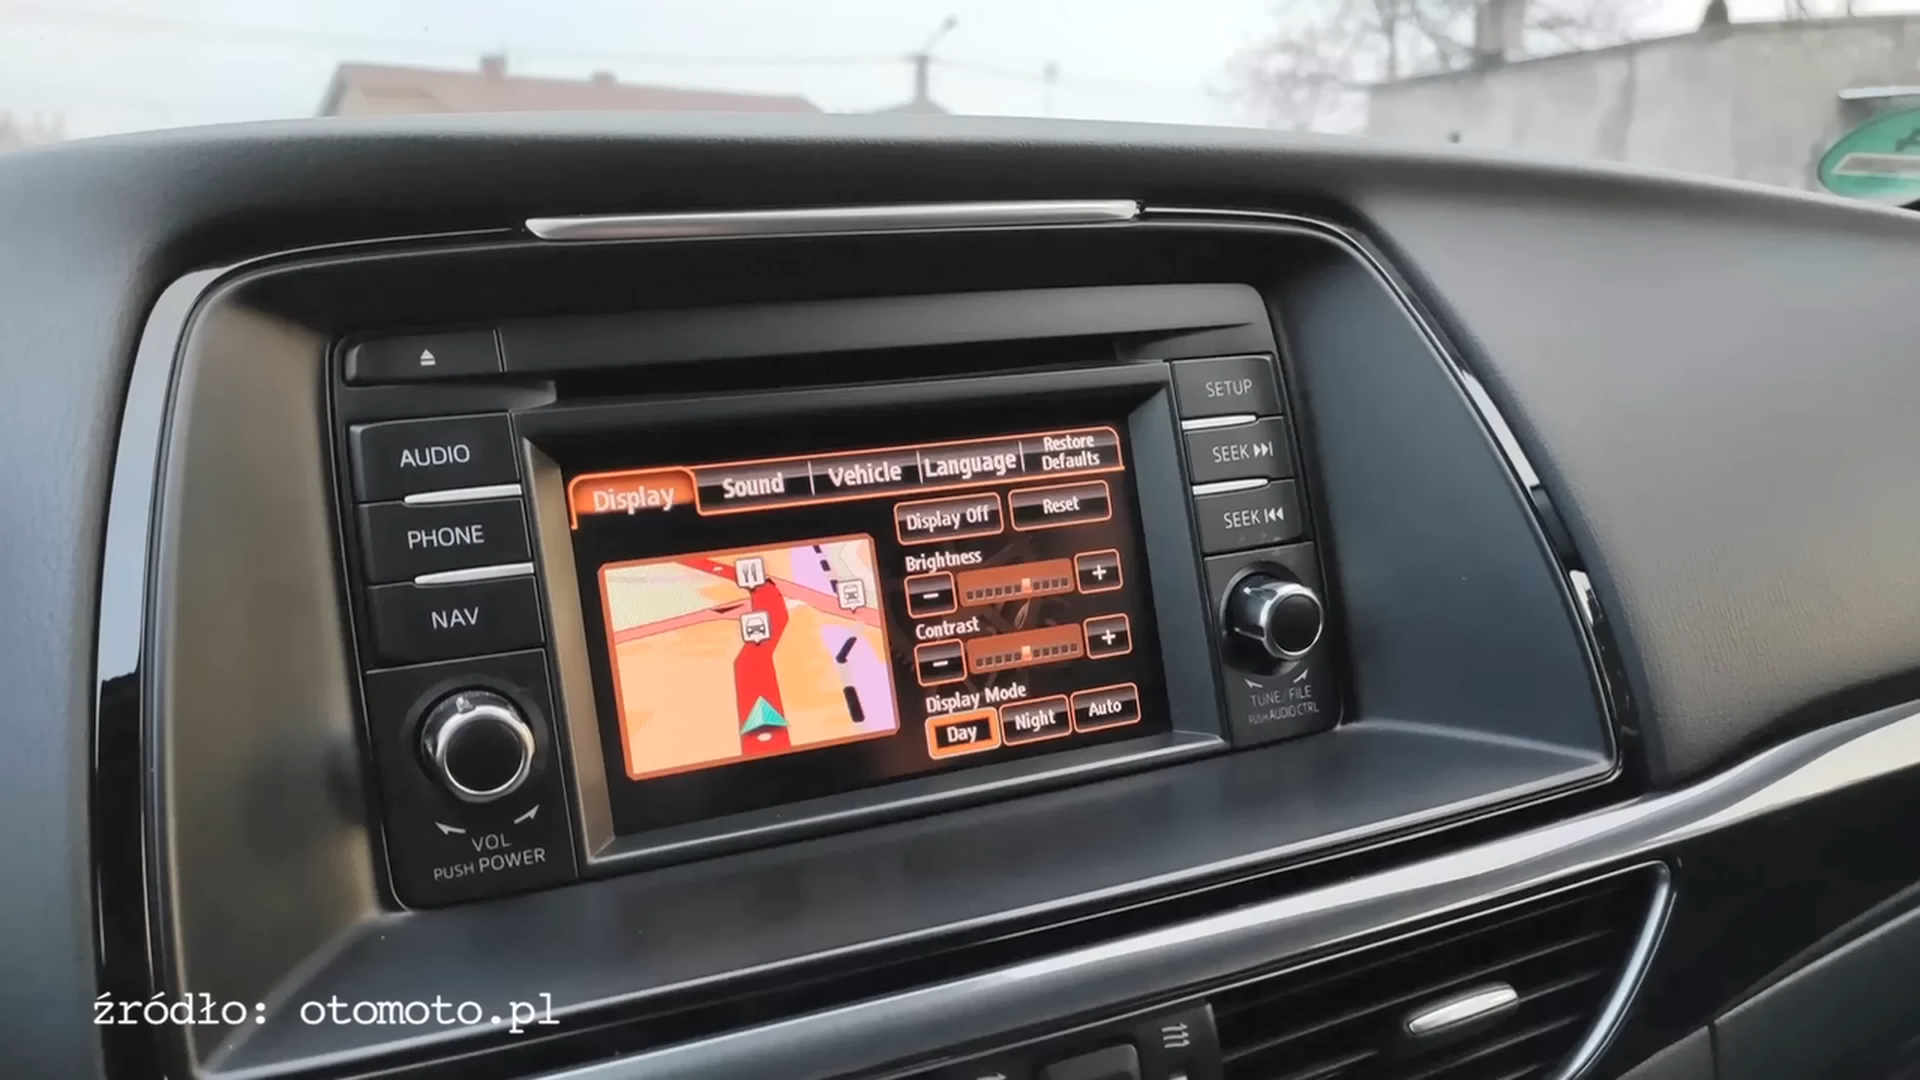 SETUP
AUDIO
SEEK
PHONE
SEEK
NAV
Display
Sound
Vehicle
Language
Restore
Defaults
Display Off
Reset
Brightness
- +
Contrast
- +
Display Mode
Day
Night
Auto
VOL
PUSH POWER
TUNE/FILE
PUSH AUDIO CTRL
źródło: otomoto.pl